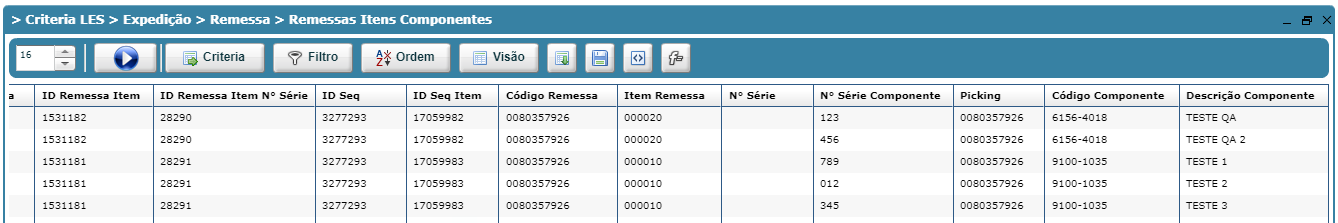 > Criteria LES > Expedição > Remessa > Remessas Itens Componentes
16 Criteria Filtro Ordem Visão
a ID Remessa Item ID Remessa Item N° Série ID Seq ID Seq Item Código Remessa Item Remessa N° Série N° Série Componente Picking Código Componente Descrição Componente
1531182 28290 3277293 17059982 0080357926 000020 123 0080357926 6156-4018 TESTE QA
1531182 28290 3277293 17059982 0080357926 000020 456 0080357926 6156-4018 TESTE QA 2
1531181 28291 3277293 17059983 0080357926 000010 789 0080357926 9100-1035 TESTE 1
1531181 28291 3277293 17059983 0080357926 000010 012 0080357926 9100-1035 TESTE 2
1531181 28291 3277293 17059983 0080357926 000010 345 0080357926 9100-1035 TESTE 3